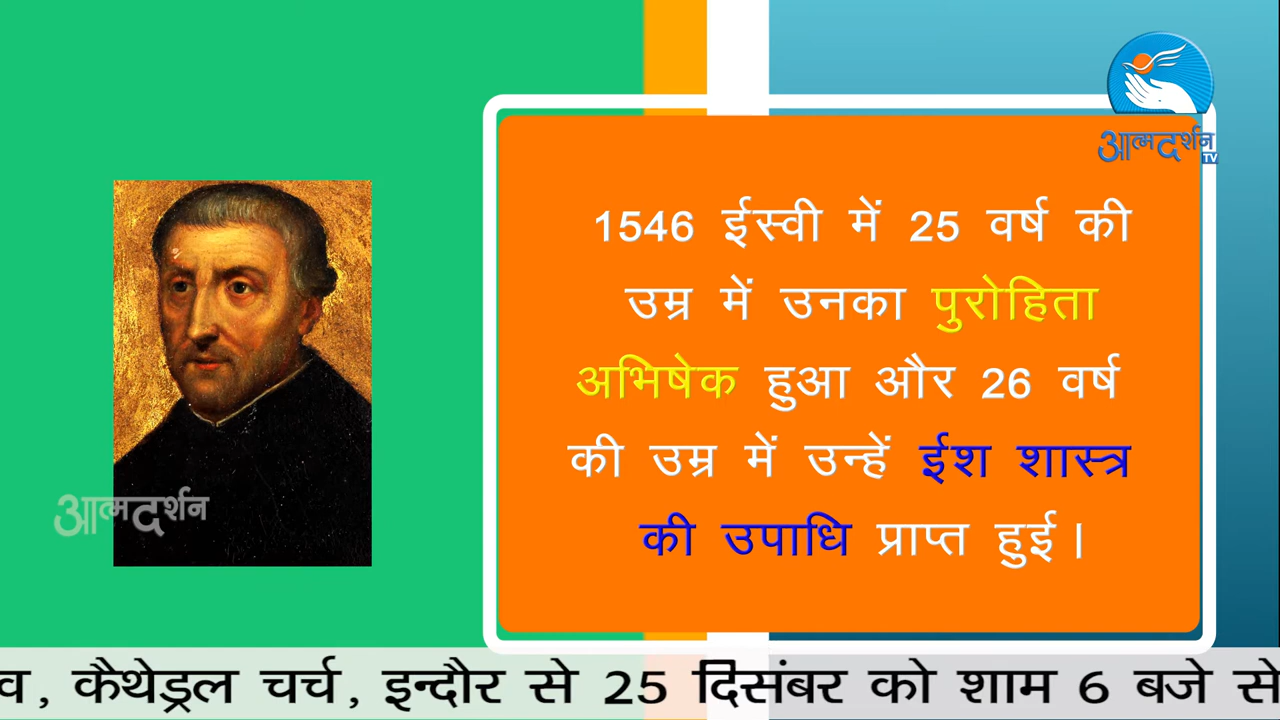 आत्मदर्शन
TV
1546 ईस्वी में 25 वर्ष की
उम्र में उनका पुरोहिता
अभिषेक हुआ और 26 वर्ष
की उम्र में उन्हें ईश शास्त्र
की उपाधि प्राप्त हुई।
आत्मदर्शन
व, कैथेड्रल चर्च, इन्दौर से 25 दिसंबर को शाम 6 बजे से